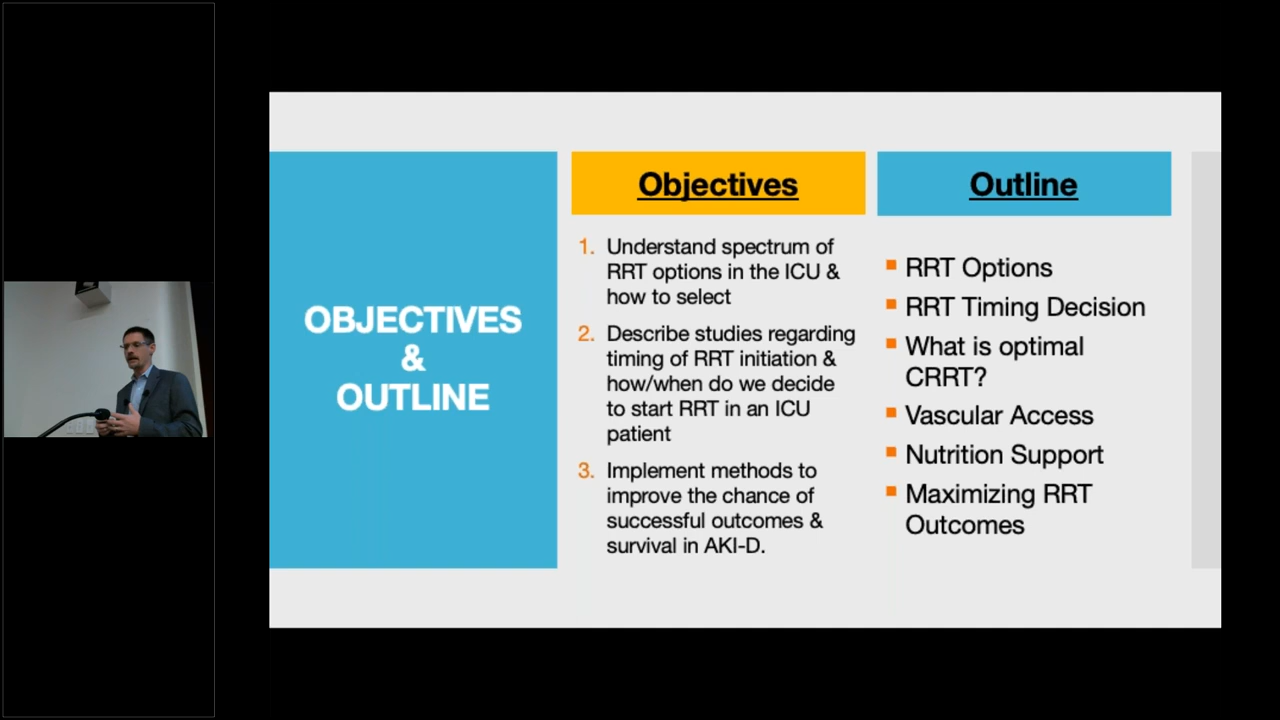 OBJECTIVES
&
OUTLINE
Objectives
1. Understand spectrum of
RRT options in the ICU &
how to select
2. Describe studies regarding
timing of RRT initiation &
how/when do we decide
to start RRT in an ICU
patient
3. Implement methods to
improve the chance of
successful outcomes &
survival in AKI-D.
Outline
RRT Options
RRT Timing Decision
What is optimal
CRRT?
Vascular Access
Nutrition Support
Maximizing RRT
Outcomes